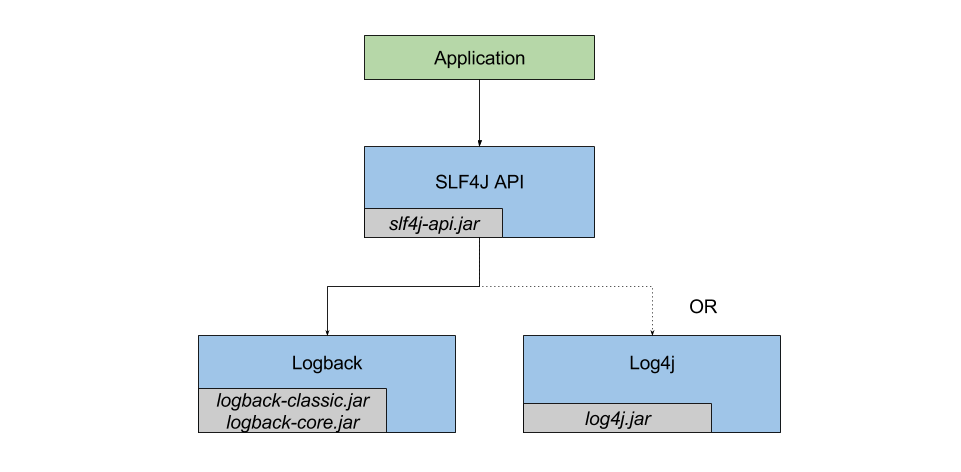 Application
SLF4J API
slf4j-api.jar
OR
Logback
logback-classic.jar
logback-core.jar
Log4j
log4j.jar